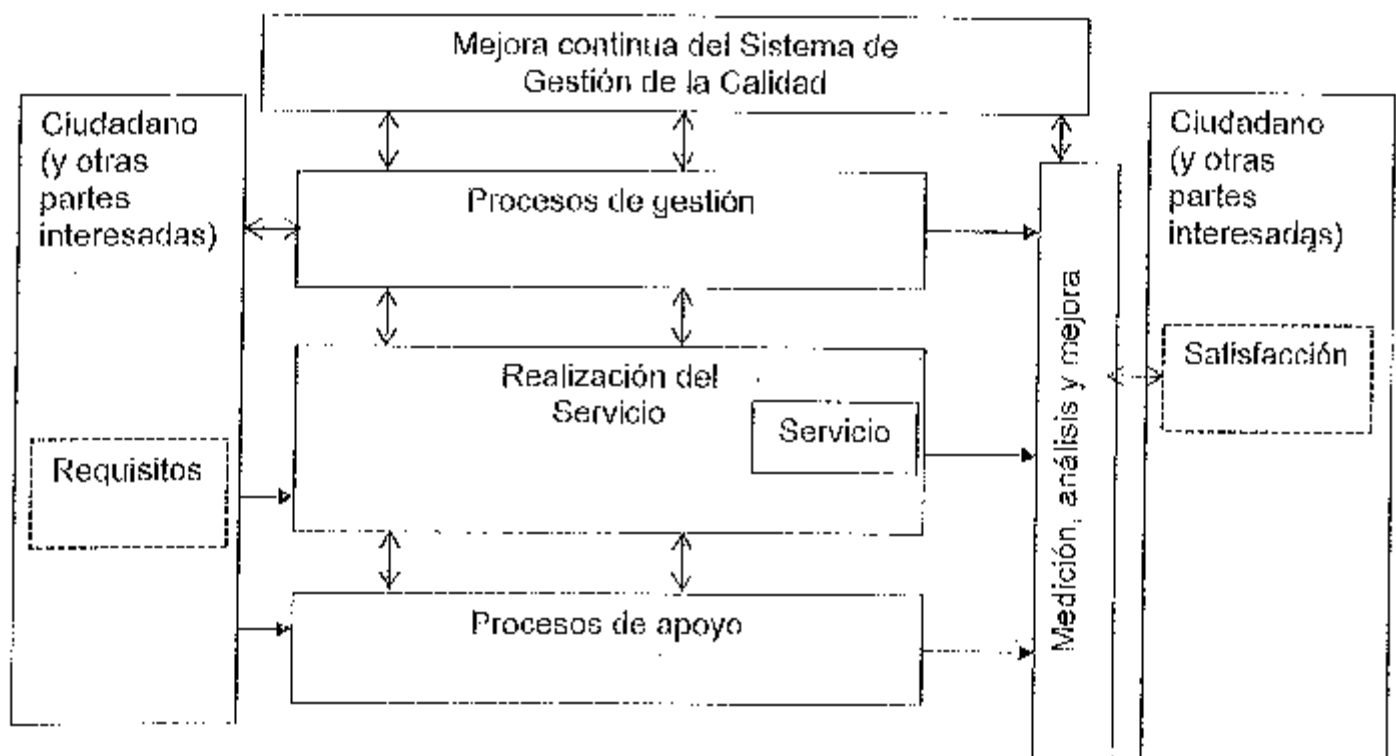 Mejora continua del Sistema de
Gestión de la Calidad
Ciudadano
(y otras
partes
interesadas)
Requisitos
Procesos de gestión
Realización del
Servicio
Servicio
Procesos de apoyo
Medición, análisis y mejora
Ciudadano
(y otras
partes
interesadas)
Satisfacción